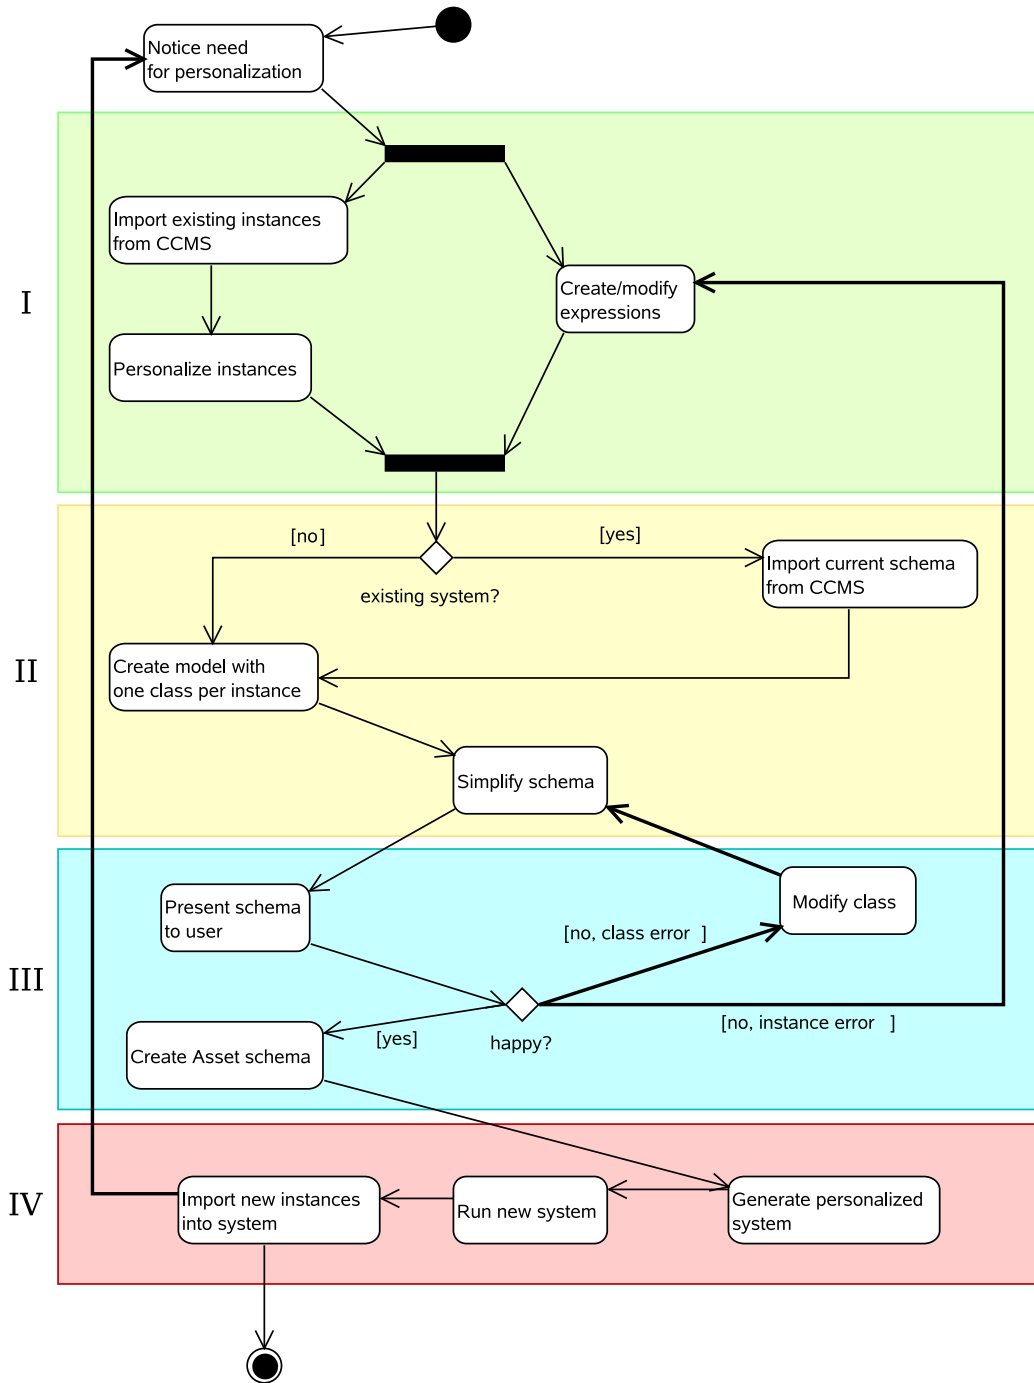 Notice need
for personalization
I
Import existing instances
from CCMS
Create/modify
expressions
Personalize instances
II
[no]
[yes]
existing system?
Import current schema
from CCMS
Create model with
one class per instance
Simplify schema
III
Present schema
to user
Modify class
[no, class error ]
[no, instance error ]
[yes]
happy?
Create Asset schema
IV
Import new instances
into system
Run new system
Generate personalized
system